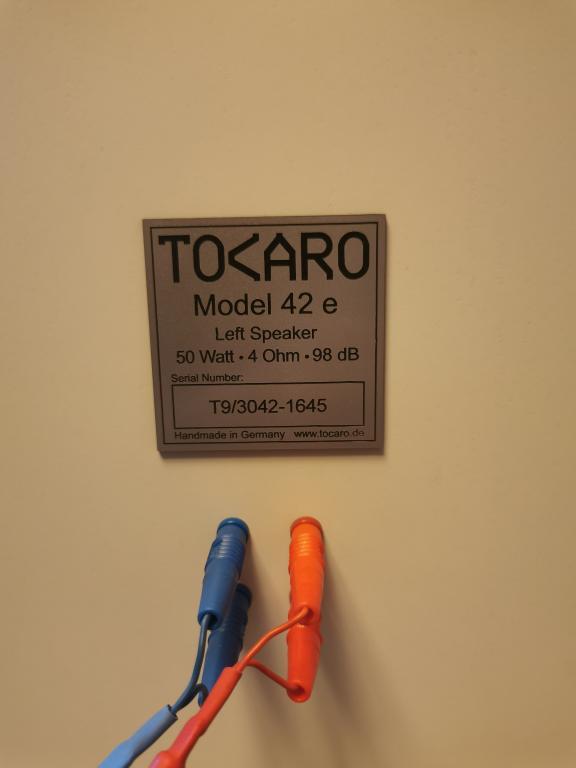 TOCARO
Model 42 e
Left Speaker
50 Watt • 4 Ohm • 98 dB
Serial Number:
T9/3042-1645
Handmade in Germany www.tocaro.de